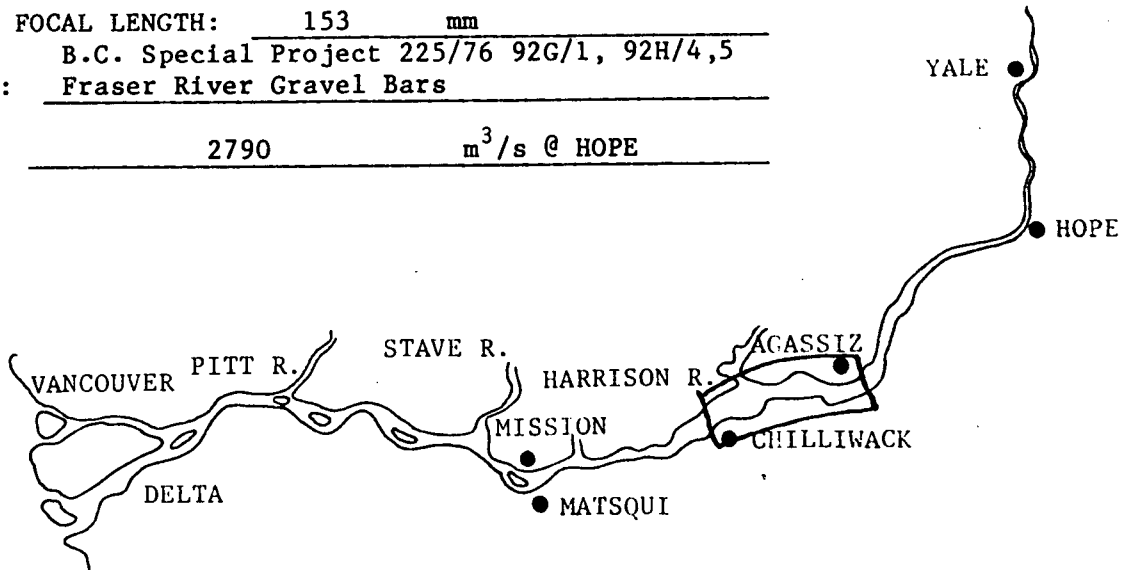 FOCAL LENGTH: 153 mm
B.C. Special Project 225/76 92G/1, 92H/4,5
: Fraser River Gravel Bars
2790 m³/s @ HOPE
YALE
HOPE
AGASSIZ
STAVE R.
PITT R.
HARRISON R.
VANCOUVER
MISSION
CHILLIWACK
DELTA
MATSQUI